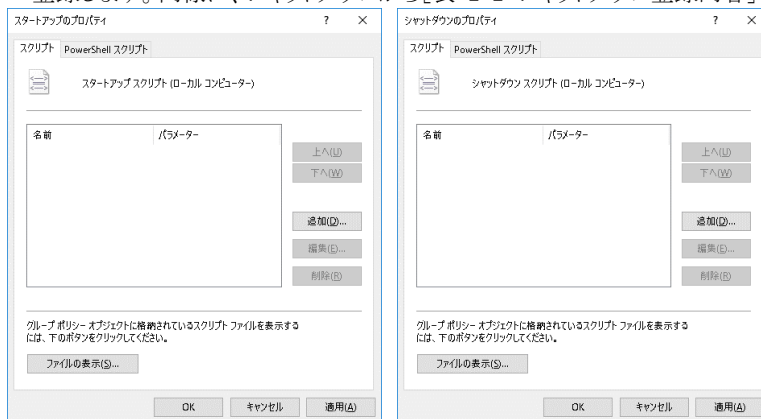 スタートアップのプロパティ ? ×
スクリプト PowerShell スクリプト
スタートアップ スクリプト (ローカル コンピューター)
名前 パラメーター
上へ(U)
下へ(W)
追加(D)...
編集(E)...
削除(R)
グループ ポリシー オブジェクトに格納されているスクリプト ファイルを表示する
には、下のボタンをクリックしてください。
ファイルの表示(S)...
OK キャンセル 適用(A)
シャットダウンのプロパティ ? ×
スクリプト PowerShell スクリプト
シャットダウン スクリプト (ローカル コンピューター)
名前 パラメーター
上へ(U)
下へ(W)
追加(D)...
編集(E)...
削除(R)
グループ ポリシー オブジェクトに格納されているスクリプト ファイルを表示する
には、下のボタンをクリックしてください。
ファイルの表示(S)...
OK キャンセル 適用(A)